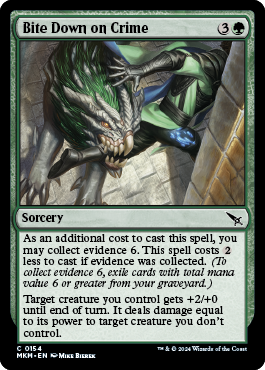 Bite Down on Crime 3
Sorcery
As an additional cost to cast this spell, you
may collect evidence 6. This spell costs 2
less to cast if evidence was collected. (To
collect evidence 6, exile cards with total mana
value 6 or greater from your graveyard.)
Target creature you control gets +2/+0
until end of turn. It deals damage equal
to its power to target creature you don't
control.
C 0154
MKM • EN Mike Bierek
™ & © 2024 Wizards of the Coast